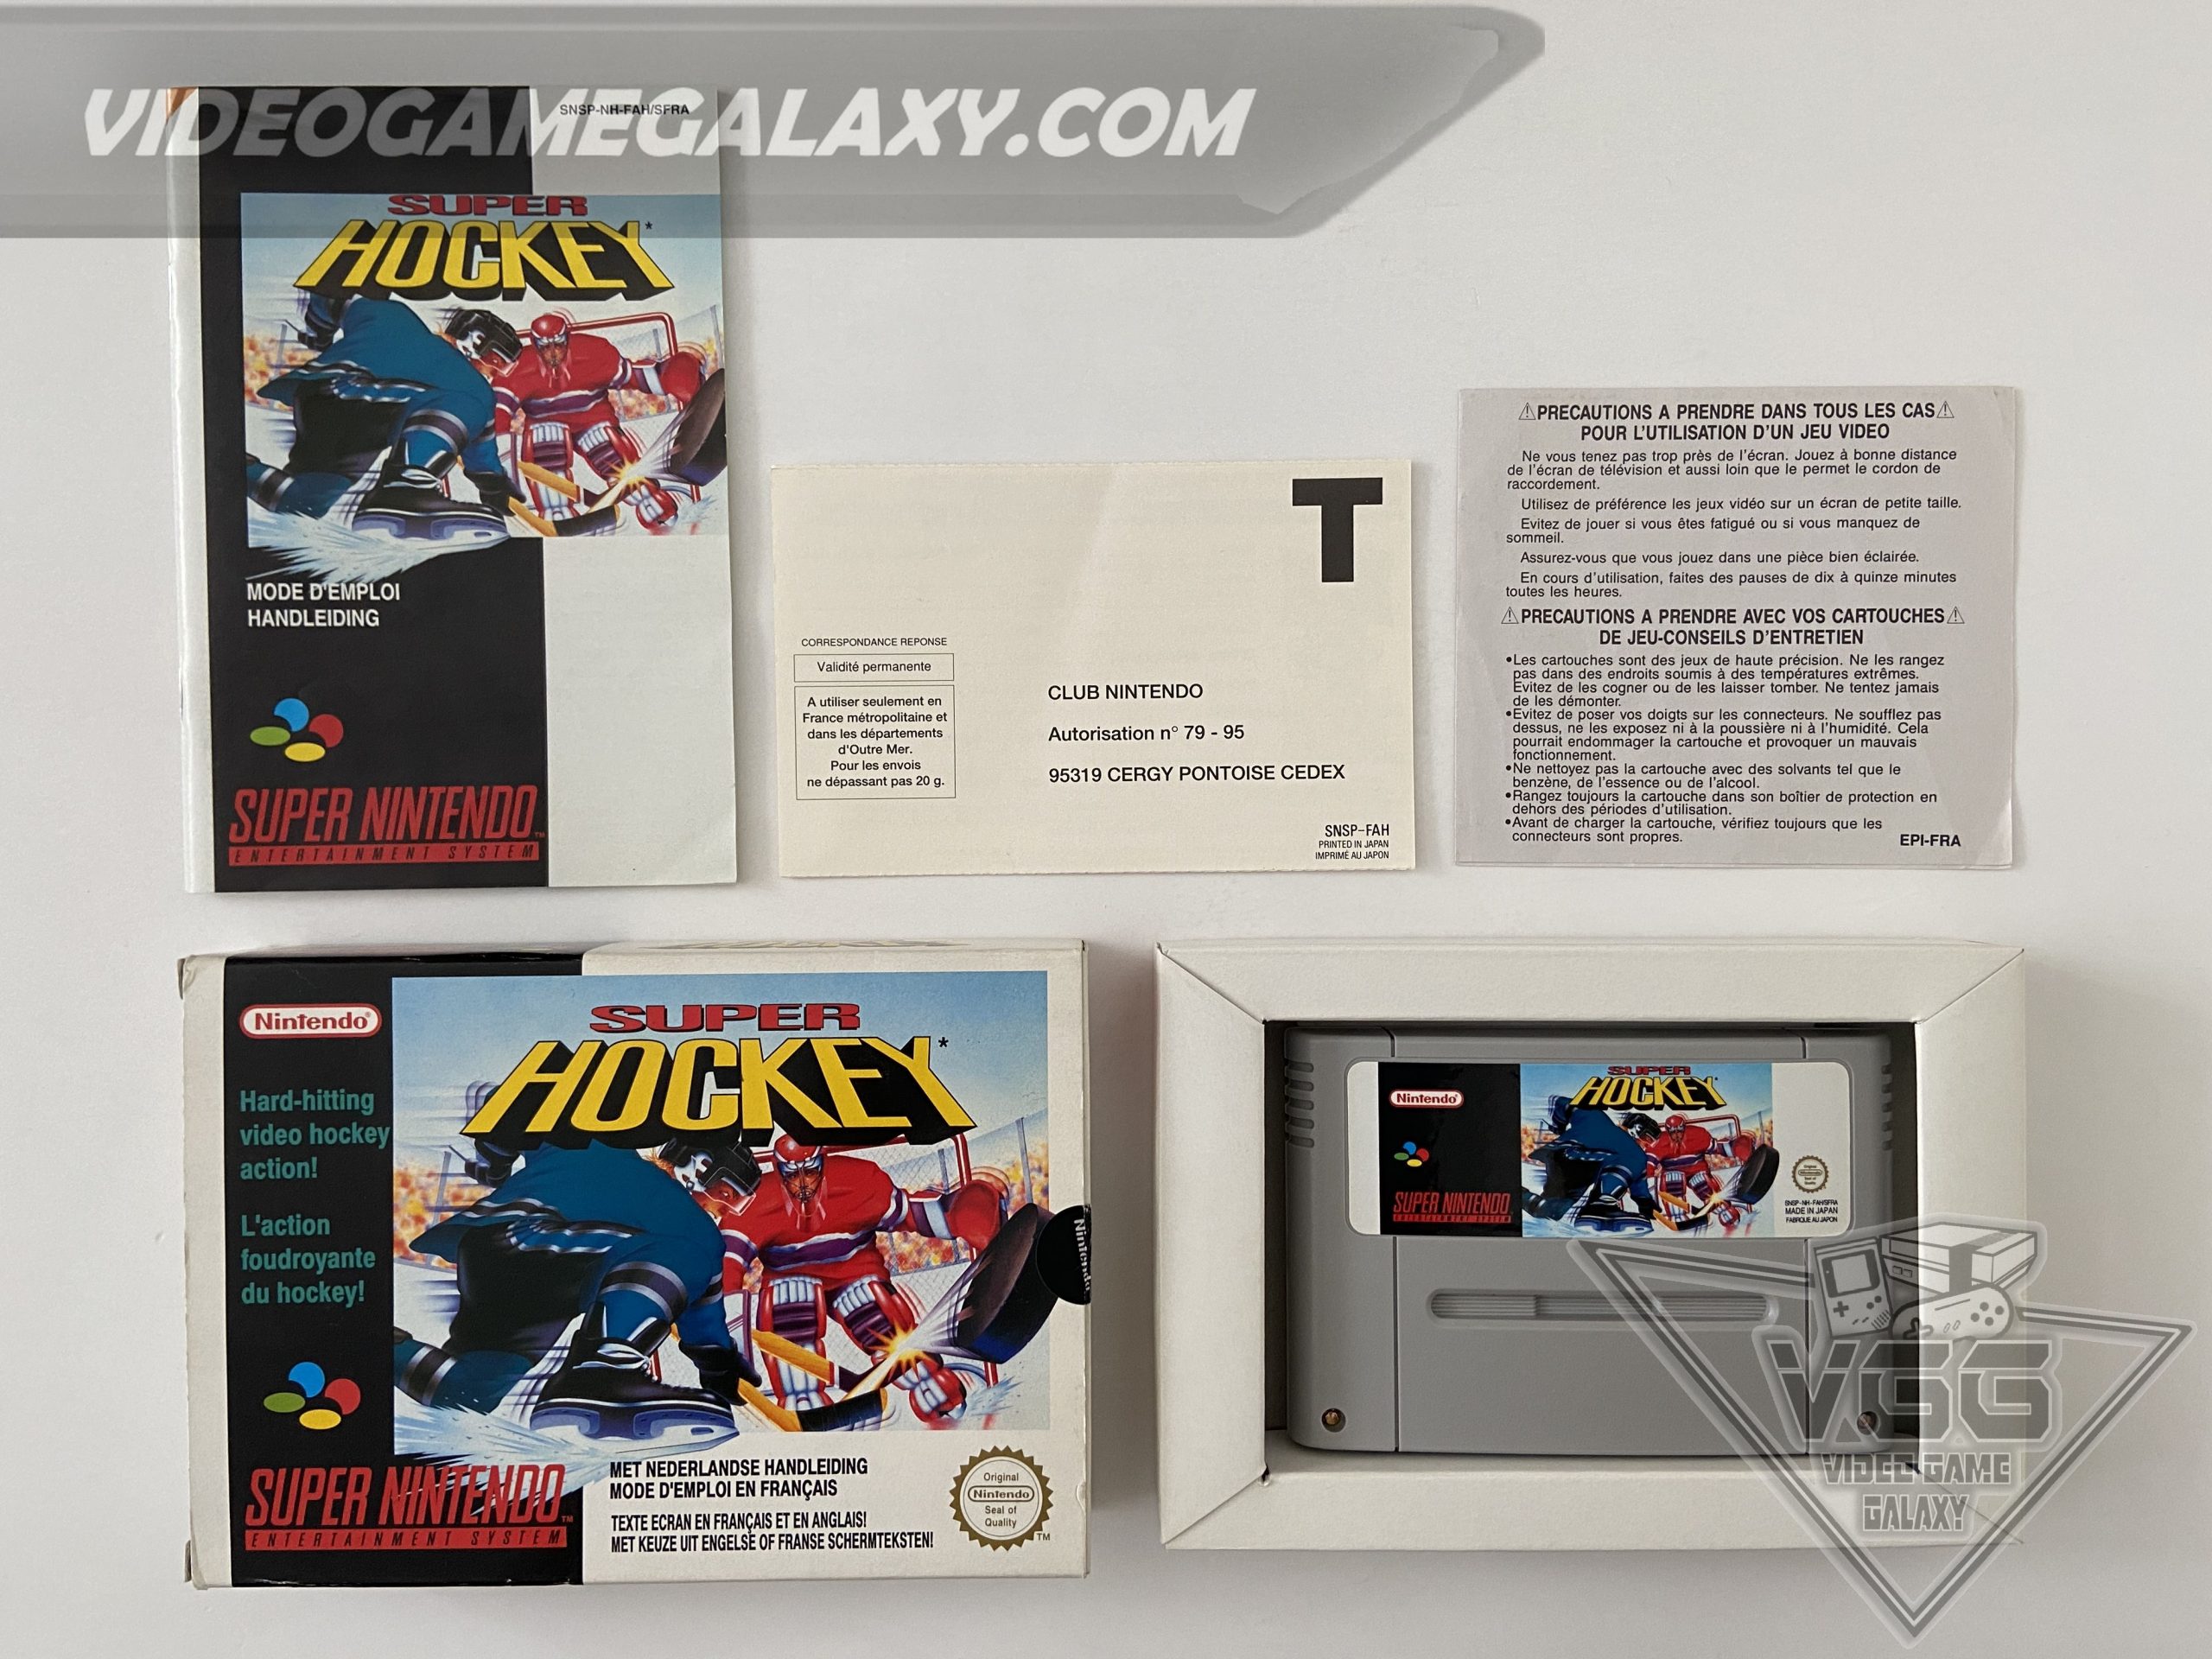 VIDEOGAMEGALAXY.COM
SNSP-NH-FAH/SFRA
SUPER
HOCKEY*
MODE D'EMPLOI
HANDLEIDING
SUPER NINTENDO™
ENTERTAINMENT SYSTEM
T
CORRESPONDANCE REPONSE
Validité permanente
A utiliser seulement en
France métropolitaine et
dans les départements
d'Outre Mer.
Pour les envois
ne dépassant pas 20 g.
CLUB NINTENDO
Autorisation n° 79 - 95
95319 CERGY PONTOISE CEDEX
SNSP-FAH
PRINTED IN JAPAN
IMPRIMÉ AU JAPON
⚠PRECAUTIONS A PRENDRE DANS TOUS LES CAS⚠
POUR L'UTILISATION D'UN JEU VIDEO
Ne vous tenez pas trop près de l'écran. Jouez à bonne distance
de l'écran de télévision et aussi loin que le permet le cordon de
raccordement.
Utilisez de préférence les jeux vidéo sur un écran de petite taille.
Evitez de jouer si vous êtes fatigué ou si vous manquez de
sommeil.
Assurez-vous que vous jouez dans une pièce bien éclairée.
En cours d'utilisation, faites des pauses de dix à quinze minutes
toutes les heures.
⚠PRECAUTIONS A PRENDRE AVEC VOS CARTOUCHES⚠
DE JEU-CONSEILS D'ENTRETIEN
•Les cartouches sont des jeux de haute précision. Ne les rangez
pas dans des endroits soumis à des températures extrêmes.
Evitez de les cogner ou de les laisser tomber. Ne tentez jamais
de les démonter.
•Evitez de poser vos doigts sur les connecteurs. Ne soufflez pas
dessus, ne les exposez ni à la poussière ni à l'humidité. Cela
pourrait endommager la cartouche et provoquer un mauvais
fonctionnement.
•Ne nettoyez pas la cartouche avec des solvants tel que le
benzène, de l'essence ou de l'alcool.
•Rangez toujours la cartouche dans son boîtier de protection en
dehors des périodes d'utilisation.
•Avant de charger la cartouche, vérifiez toujours que les
connecteurs sont propres.
EPI-FRA
Nintendo®
Hard-hitting
video hockey
action!
L'action
foudroyante
du hockey!
SUPER
HOCKEY*
Nintendo
SUPER NINTENDO™
ENTERTAINMENT SYSTEM
MET NEDERLANDSE HANDLEIDING
MODE D'EMPLOI EN FRANÇAIS
TEXTE ECRAN EN FRANÇAIS ET EN ANGLAIS!
MET KEUZE UIT ENGELSE OF FRANSE SCHERMTEKSTEN!
Original
Nintendo
Seal of
Quality
TM
Nintendo
SUPER
HOCKEY*
SUPER NINTENDO
ENTERTAINMENT SYSTEM
Original
Nintendo
Seal of
Quality
SNSP-NH-FAH/SFRA
MADE IN JAPAN
FABRIQUE AU JAPON
VGG
VIDEO GAME
GALAXY